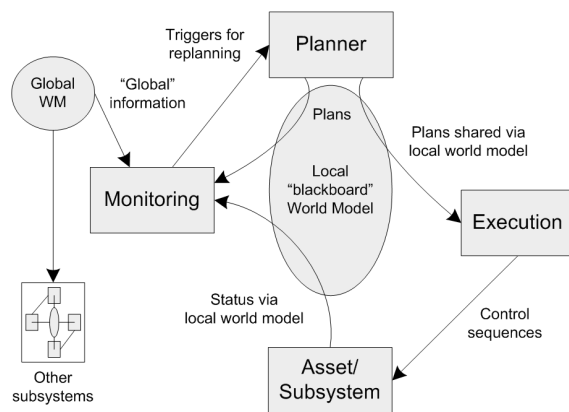 Triggers for
replanning
Planner
Global
WM
“Global”
information
Plans
Plans shared via
local world model
Local
“blackboard”
World Model
Monitoring
Execution
Status via
local world model
Control
sequences
Other
subsystems
Asset/
Subsystem